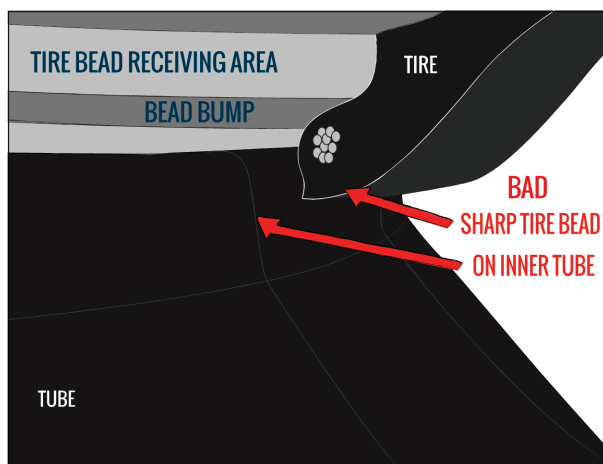 TIRE BEAD RECEIVING AREA
TIRE
BEAD BUMP
BAD
SHARP TIRE BEAD
ON INNER TUBE
TUBE